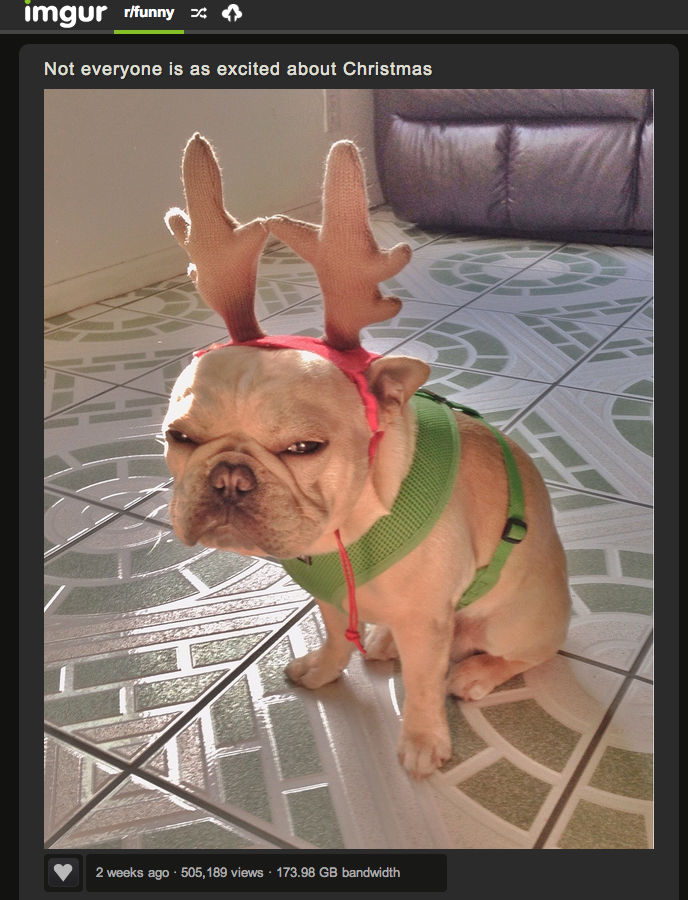 imgur r/funny
Not everyone is as excited about Christmas
2 weeks ago · 505,189 views · 173.98 GB bandwidth